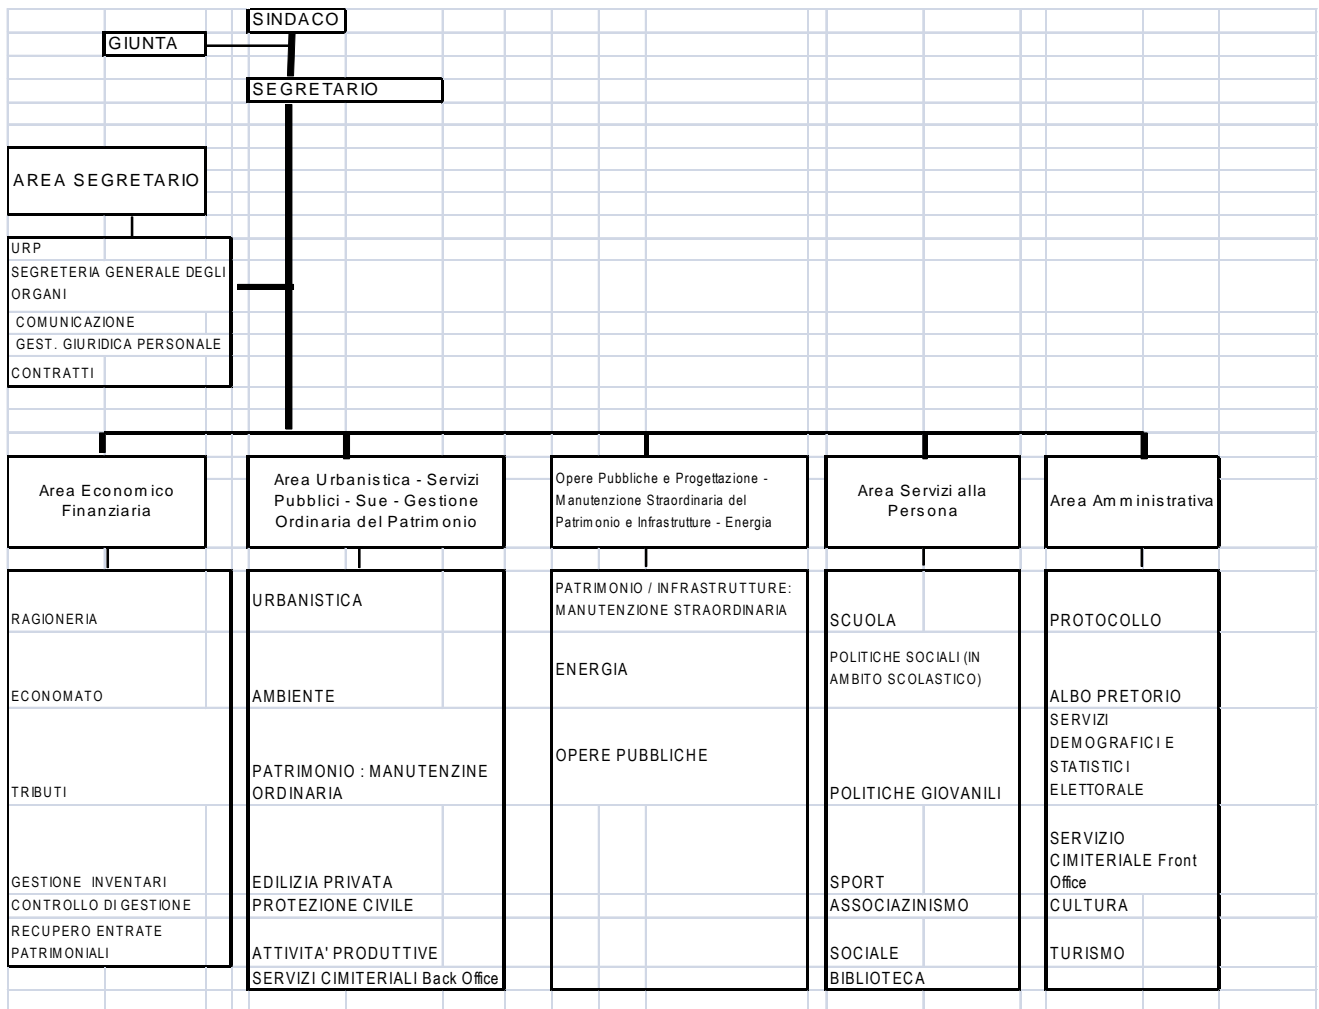 SINDACO
GIUNTA
SEGRETARIO
AREA SEGRETARIO
URP
SEGRETERIA GENERALE DEGLI
ORGANI
COMUNICAZIONE
GEST. GIURIDICA PERSONALE
CONTRATTI
Area Economico
Finanziaria
Area Urbanistica - Servizi
Pubblici - Sue - Gestione
Ordinaria del Patrimonio
Opere Pubbliche e Progettazione -
Manutenzione Straordinaria del
Patrimonio e Infrastrutture - Energia
Area Servizi alla
Persona
Area Amministrativa
RAGIONERIA
ECONOMATO
TRIBUTI
GESTIONE INVENTARI
CONTROLLO DI GESTIONE
RECUPERO ENTRATE
PATRIMONIALI
URBANISTICA
AMBIENTE
PATRIMONIO : MANUTENZINE
ORDINARIA
EDILIZIA PRIVATA
PROTEZIONE CIVILE
ATTIVITA' PRODUTTIVE
SERVIZI CIMITERIALI Back Office
PATRIMONIO / INFRASTRUTTURE:
MANUTENZIONE STRAORDINARIA
ENERGIA
OPERE PUBBLICHE
SCUOLA
POLITICHE SOCIALI (IN
AMBITO SCOLASTICO)
POLITICHE GIOVANILI
SPORT
ASSOCIAZINISMO
SOCIALE
BIBLIOTECA
PROTOCOLLO
ALBO PRETORIO
SERVIZI
DEMOGRAFICI E
STATISTICI
ELETTORALE
SERVIZIO
CIMITERIALE Front
Office
CULTURA
TURISMO